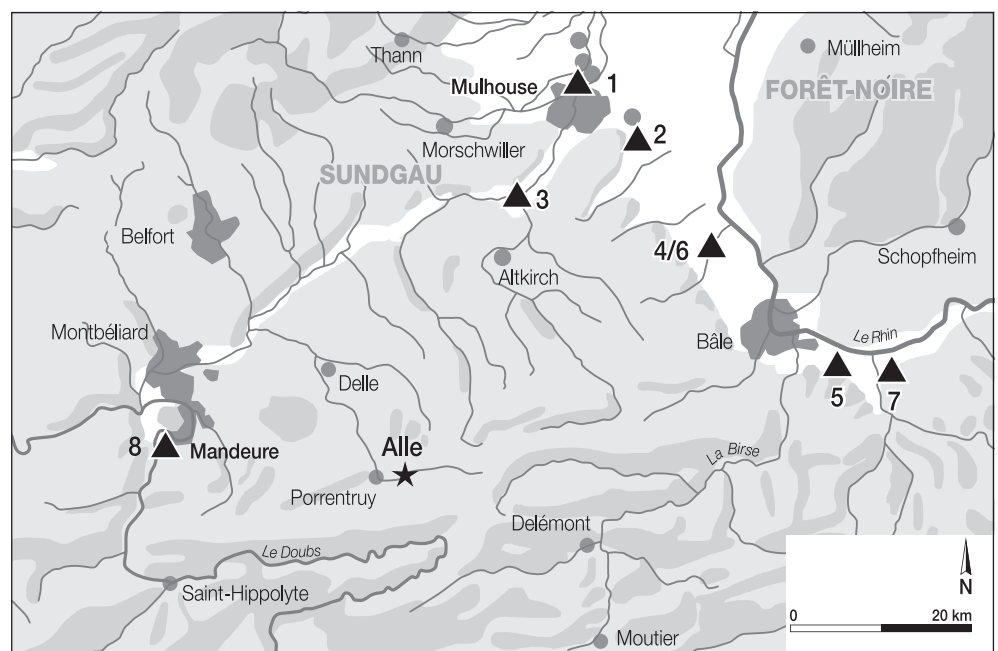 Thann
Müllheim
Mulhouse
1
FORÊT-NOIRE
Morschwiller
2
SUNDGAU
3
Belfort
4/6
Schopfheim
Altkirch
Montbéliard
Bâle
Le Rhin
Delle
5
7
8
Mandeure
Alle
La Birse
Porrentruy
Delémont
Le Doubs
Saint-Hippolyte
N
0
20 km
Moutier